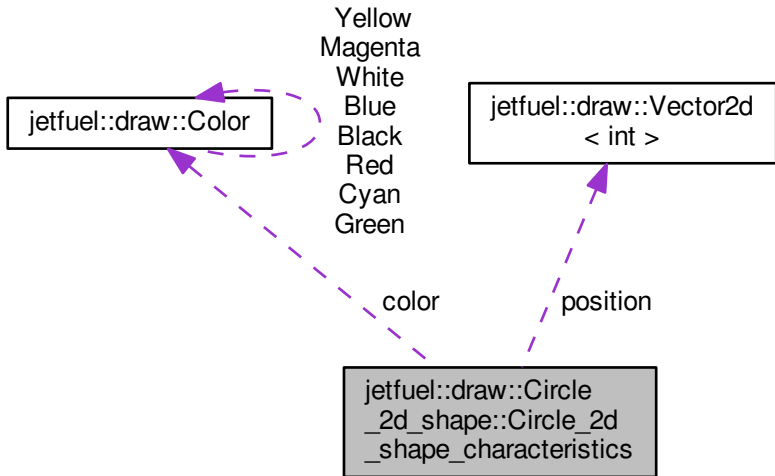 Yellow
Magenta
White
Blue
Black
Red
Cyan
Green
jetfuel::draw::Color
jetfuel::draw::Vector2d
< int >
color
position
jetfuel::draw::Circle
_2d_shape::Circle_2d
_shape_characteristics